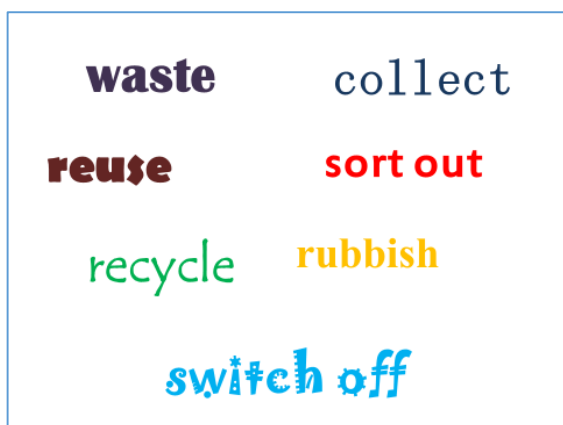 waste
collect
reuse
sort out
recycle
rubbish
switch off